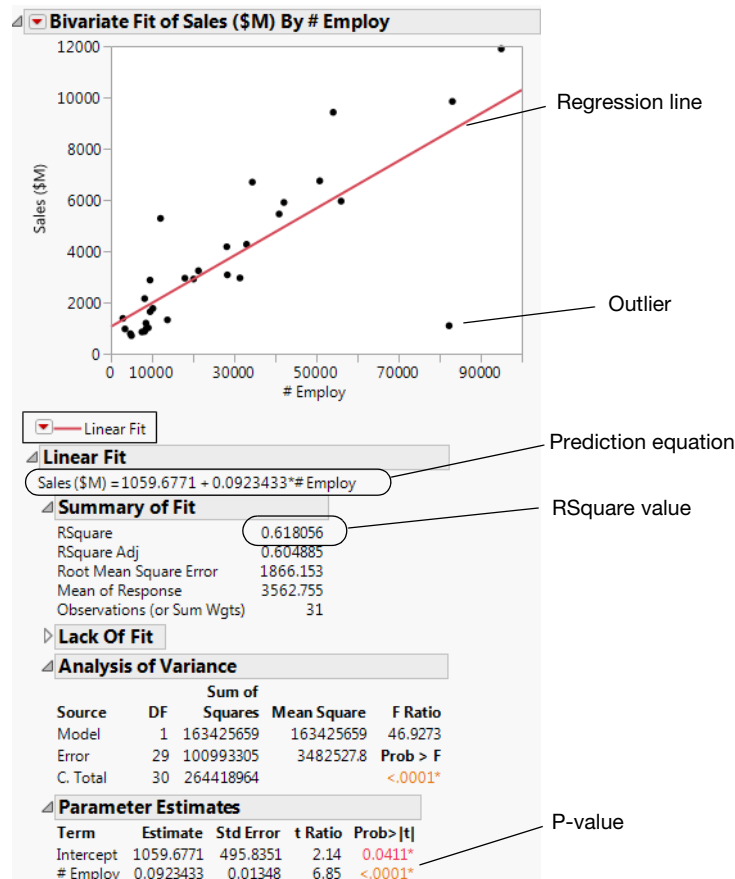 Bivariate Fit of Sales ($M) By # Employ
12000
10000
8000
6000
4000
2000
0
Sales ($M)
0 10000 30000 50000 70000 90000
# Employ
Regression line
Outlier
Linear Fit
Prediction equation
Linear Fit
Sales ($M) = 1059.6771 + 0.0923433*# Employ
Summary of Fit
RSquare value
RSquare 0.618056
RSquare Adj 0.604885
Root Mean Square Error 1866.153
Mean of Response 3562.755
Observations (or Sum Wgts) 31
Lack Of Fit
Analysis of Variance
Sum of
Source DF Squares Mean Square F Ratio
Model 1 163425659 163425659 46.9273
Error 29 100993305 3482527.8 Prob > F
C. Total 30 264418964 <.0001*
Parameter Estimates
P-value
Term Estimate Std Error t Ratio Prob>|t|
Intercept 1059.6771 495.8351 2.14 0.0411*
# Employ 0.0923433 0.01348 6.85 <.0001*